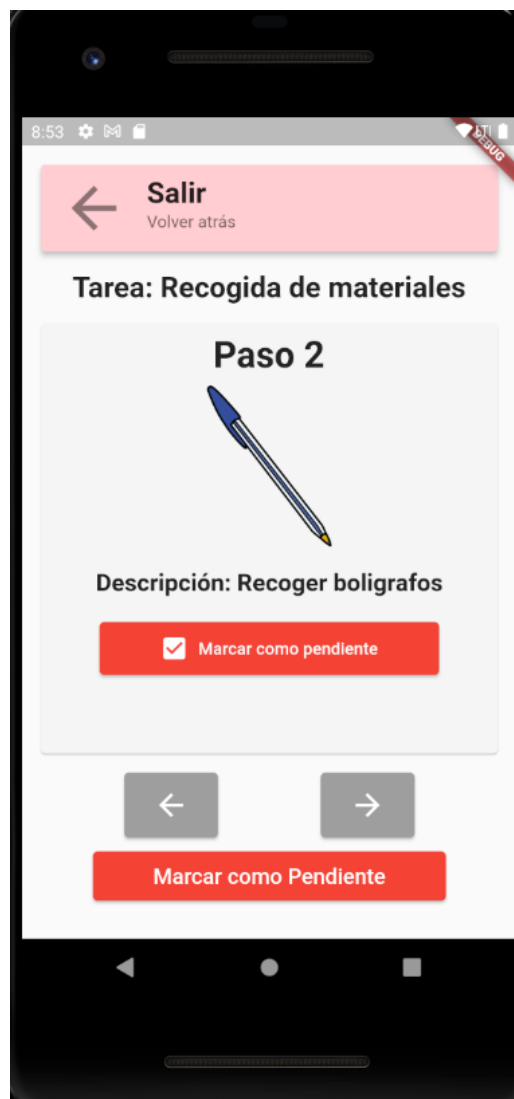 8:53
DEBUG
Salir
Volver atrás
Tarea: Recogida de materiales
Paso 2
Descripción: Recoger boligrafos
Marcar como pendiente
Marcar como Pendiente